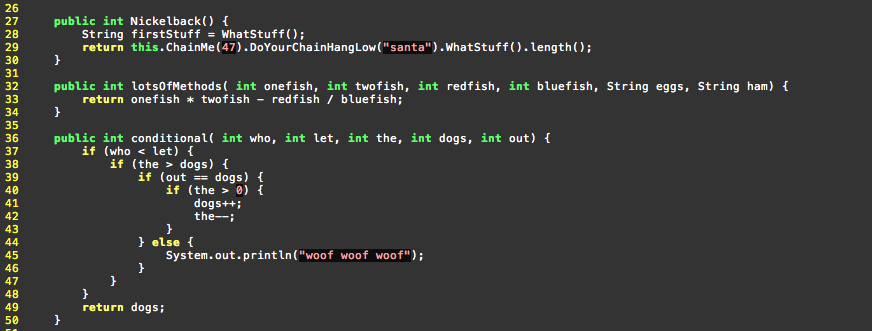 26
27     public int Nickelback() {
28         String firstStuff = WhatStuff();
29         return this.ChainMe(47).DoYourChainHangLow("santa").WhatStuff().length();
30     }
31
32     public int lotsOfMethods( int onefish, int twofish, int redfish, int bluefish, String eggs, String ham) {
33         return onefish * twofish - redfish / bluefish;
34     }
35
36     public int conditional( int who, int let, int the, int dogs, int out) {
37         if (who < let) {
38             if (the > dogs) {
39                 if (out == dogs) {
40                     if (the > 0) {
41                         dogs++;
42                         the--;
43                     }
44                 } else {
45                     System.out.println("woof woof woof");
46                 }
47             }
48         }
49         return dogs;
50     }